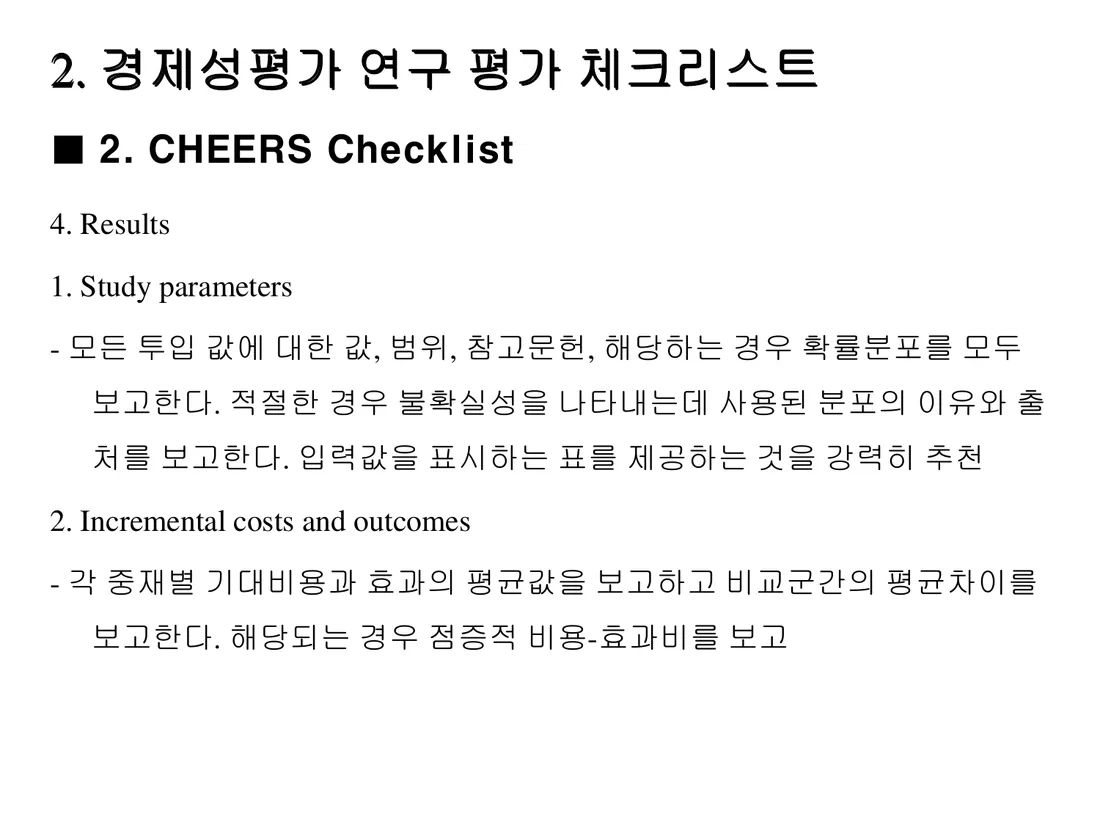 2. 경제성평가 연구 평가 체크리스트
■ 2. CHEERS Checklist
4. Results
1. Study parameters
- 모든 투입 값에 대한 값, 범위, 참고문헌, 해당하는 경우 확률분포를 모두
보고한다. 적절한 경우 불확실성을 나타내는데 사용된 분포의 이유와 출
처를 보고한다. 입력값을 표시하는 표를 제공하는 것을 강력히 추천
2. Incremental costs and outcomes
- 각 중재별 기대비용과 효과의 평균값을 보고하고 비교군간의 평균차이를
보고한다. 해당되는 경우 점증적 비용-효과비를 보고